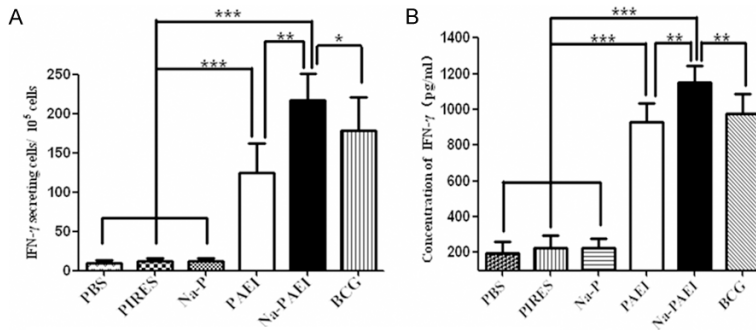 A
***
***
**
*
IFN-γ secreting cells/ 10⁵ cells
250
200
150
100
50
0
PBS
PIRES
Na-P
PAEI
Na-PAEI
BCG
B
***
***
**
**
Concentration of IFN-γ (pg/ml)
1400
1200
1000
800
600
400
200
PBS
PIRES
Na-P
PAEI
Na-PAEI
BCG